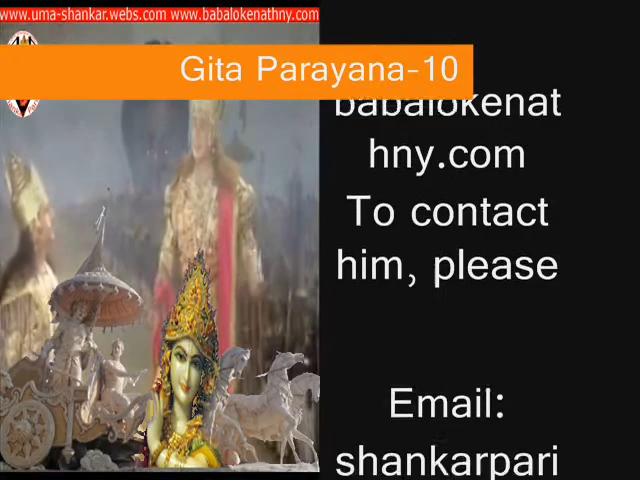 www.uma-shankar.webs.com www.babalokenathny.com
Gita Parayana-10
babalokenat
hny.com
To contact
him, please
Email:
shankarpari